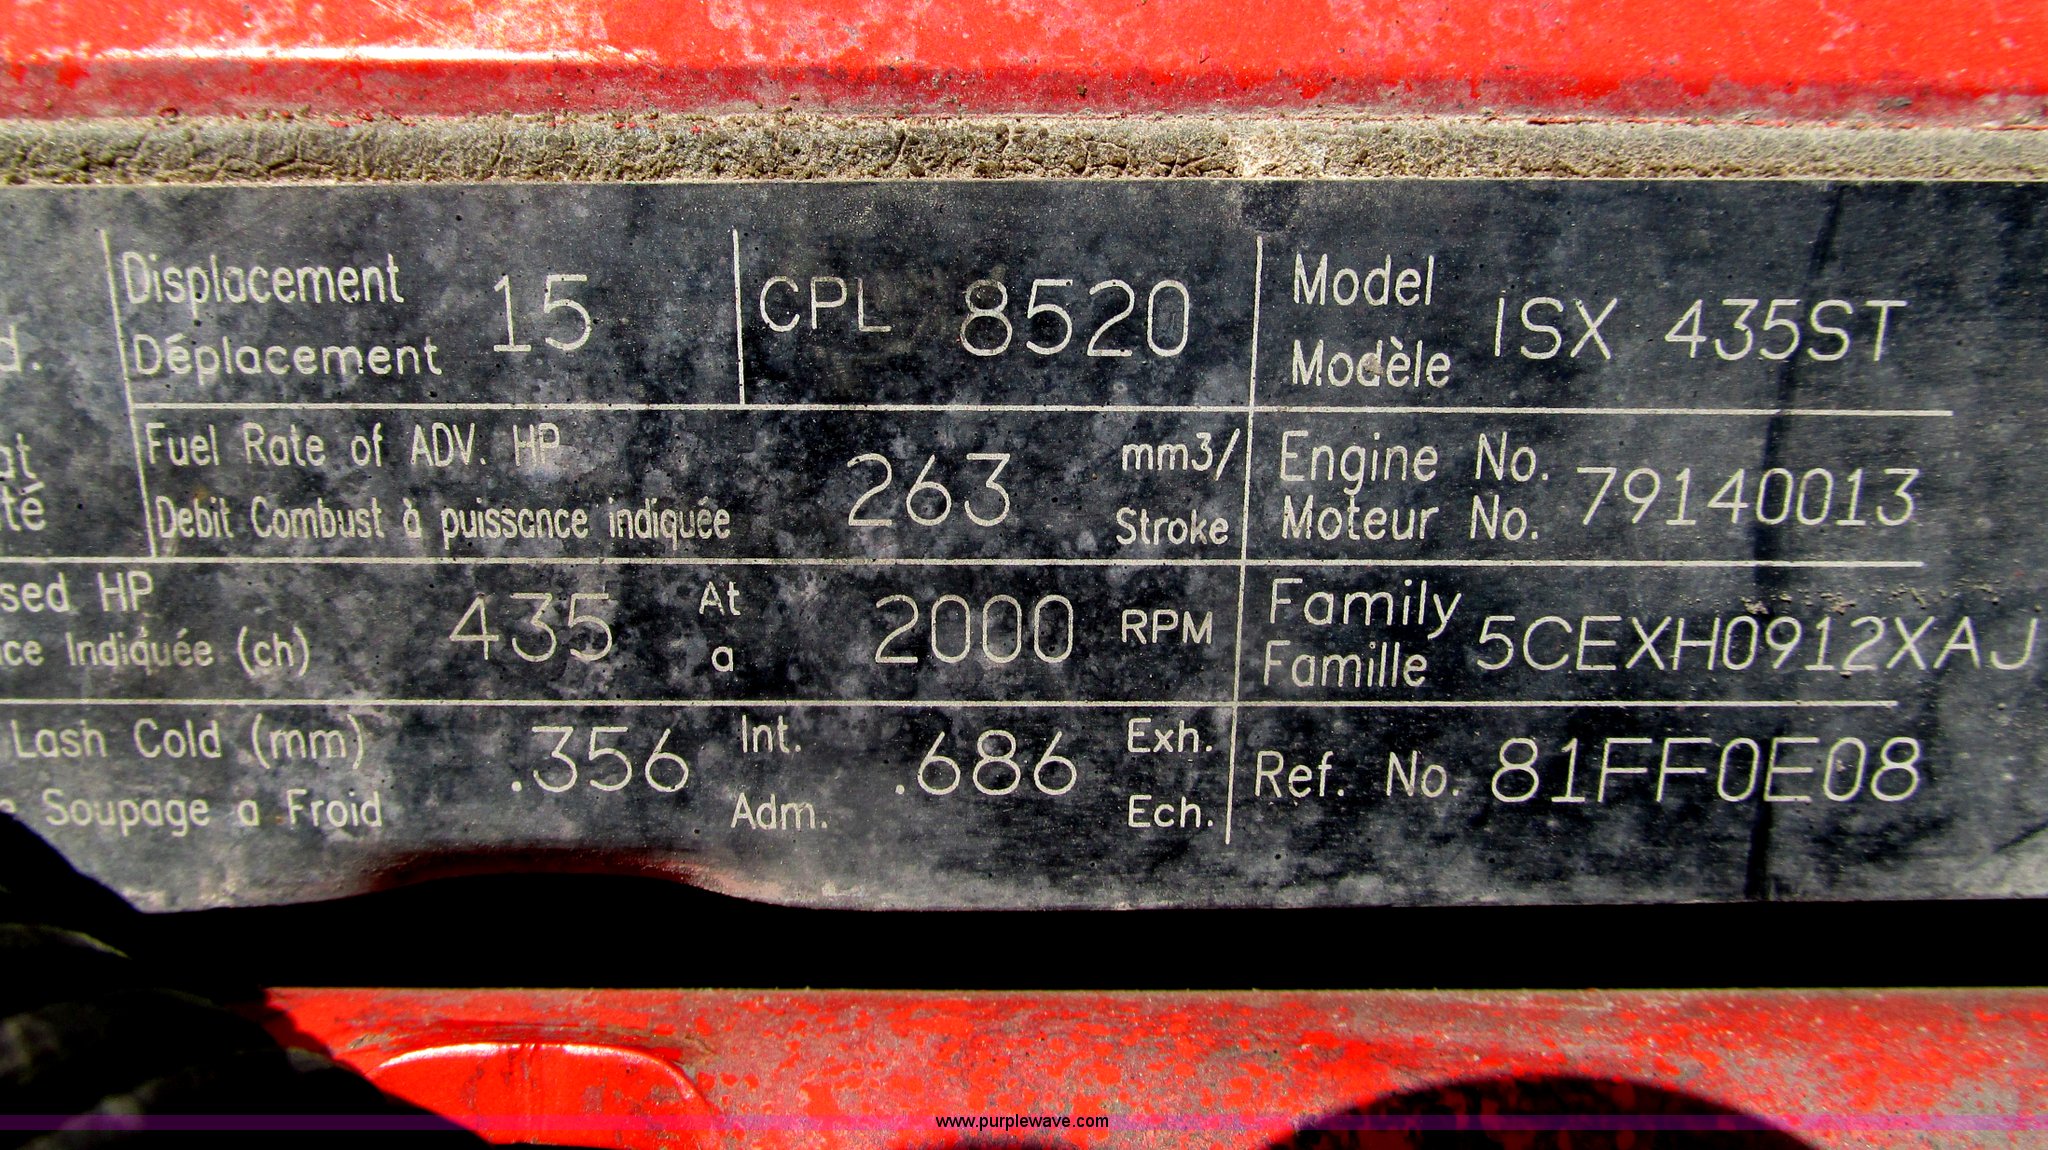 Displacement 15 CPL 8520 Model ISX 435ST
d. Déplacement Modèle
Fuel Rate of ADV. HP 263 mm3/ Engine No. 79140013
at
té Debit Combust à puissance indiquée Stroke Moteur No.
sed HP 435 At 2000 RPM Family 5CEXH0912XAJ
ce Indiquée (ch) a Famille
Lash Cold (mm) .356 Int. .686 Exh. Ref. No. 81FF0E08
e Soupage a Froid Adm. Ech.
www.purplewave.com